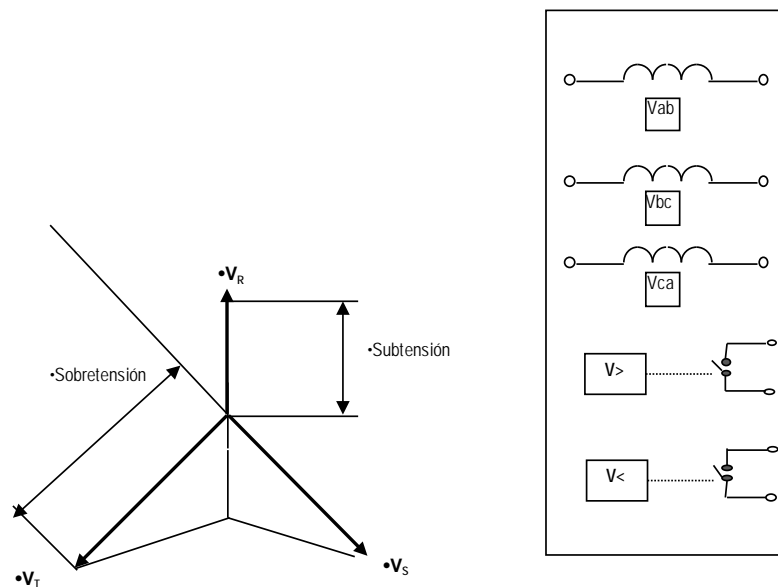 •V_R
•Subtensión
•Sobretensión
•V_T
•V_S
Vab
Vbc
Vca
V>
V<